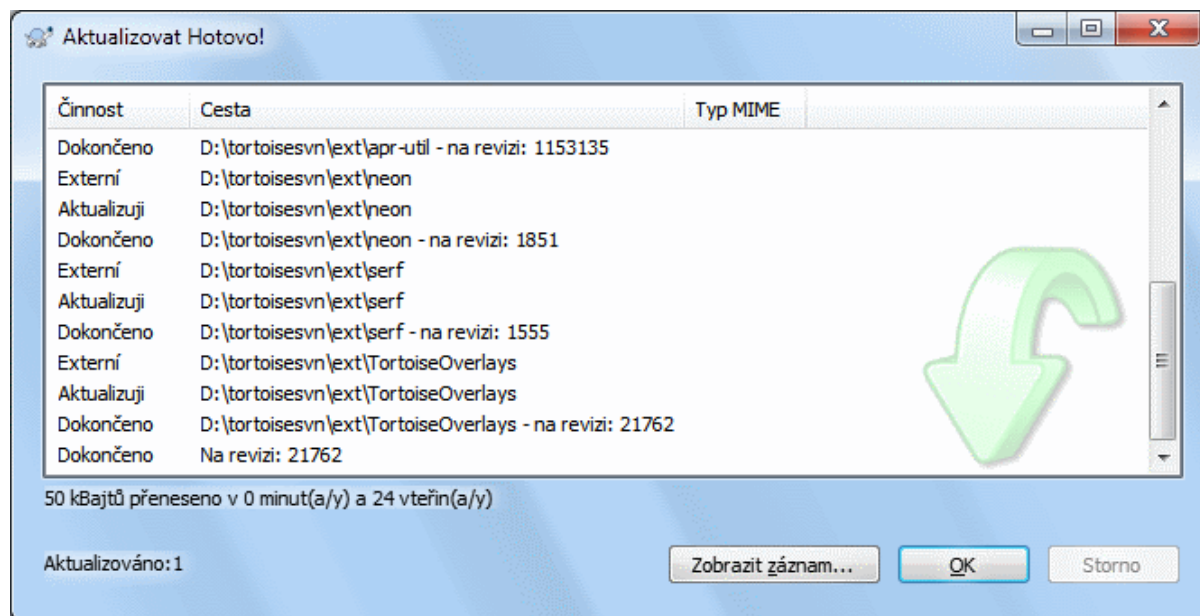 Aktualizovat Hotovo!
Činnost Cesta Typ MIME
Dokončeno D:\tortoisesvn\ext\apr-util - na revizi: 1153135
Externí D:\tortoisesvn\ext\neon
Aktualizuji D:\tortoisesvn\ext\neon
Dokončeno D:\tortoisesvn\ext\neon - na revizi: 1851
Externí D:\tortoisesvn\ext\serf
Aktualizuji D:\tortoisesvn\ext\serf
Dokončeno D:\tortoisesvn\ext\serf - na revizi: 1555
Externí D:\tortoisesvn\ext\TortoiseOverlays
Aktualizuji D:\tortoisesvn\ext\TortoiseOverlays
Dokončeno D:\tortoisesvn\ext\TortoiseOverlays - na revizi: 21762
Dokončeno Na revizi: 21762
50 kBajtů přeneseno v 0 minut(a/y) a 24 vteřin(a/y)
Aktualizováno:1
Zobrazit záznam... OK Storno